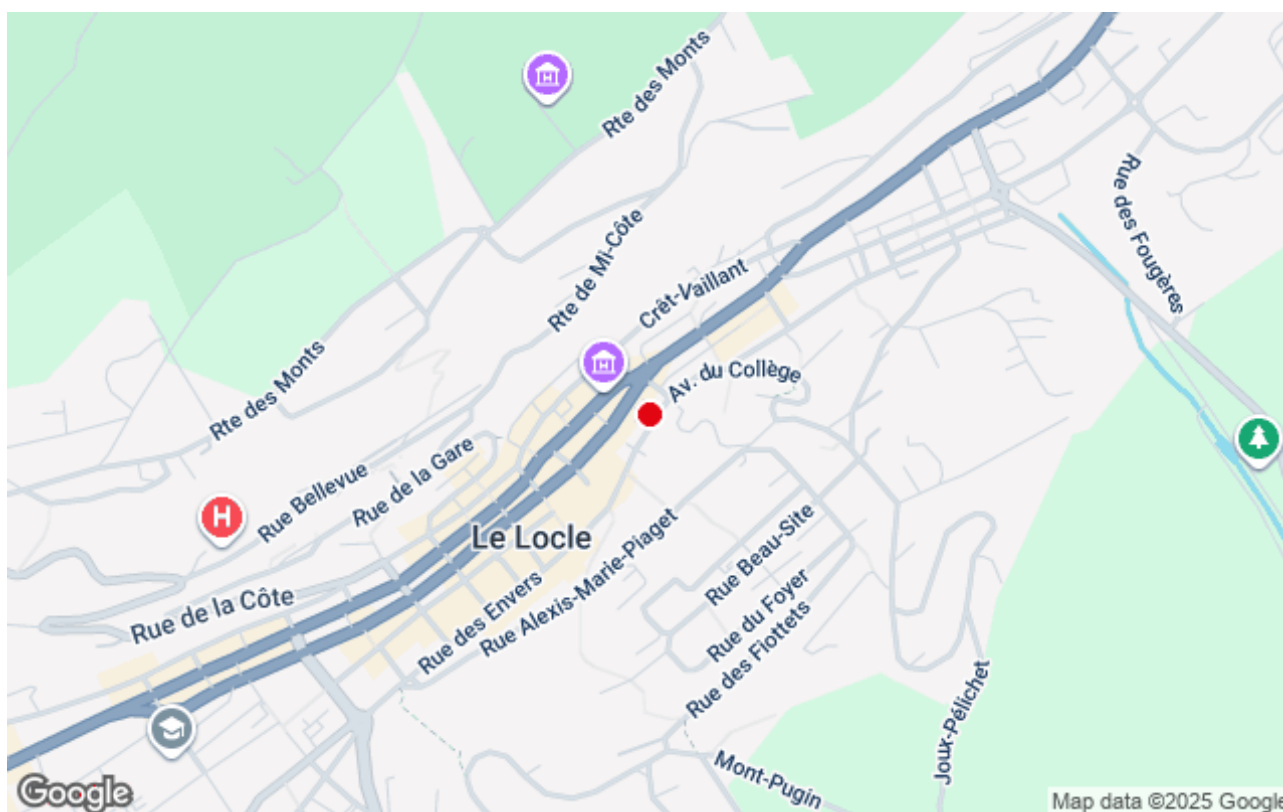 Rte des Monts
Rue des Fougères
Rte de Mi-Côte
Crêt-Vaillant
Rte des Monts
Av. du Collège
Rue Bellevue
Rue de la Gare
H
Le Locle
Rue Alexis-Marie-Piaget
Rue Beau-Site
Rue de la Côte
Rue des Envers
Rue du Foyer
Rue des Fiottets
Joux-Pélichet
Mont-Pugin
Google
Map data ©2025 Google